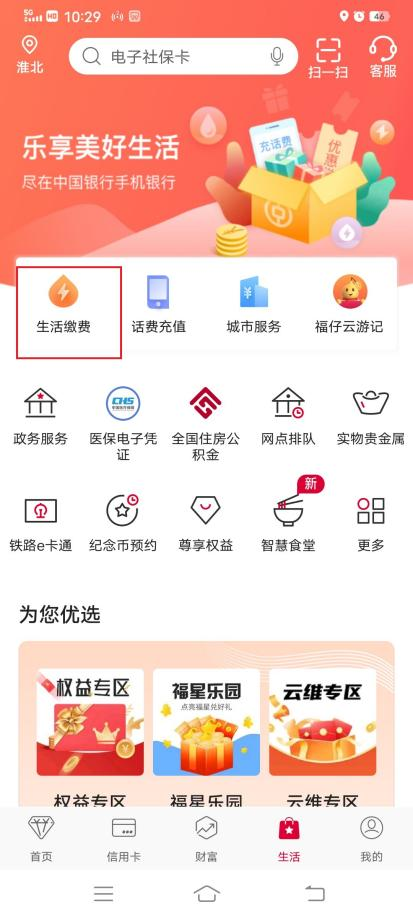 5G HD 10:29 46
淮北
电子社保卡
扫一扫
客服
乐享美好生活
尽在中国银行手机银行
充话费
优惠
生活缴费
话费充值
城市服务
福仔云游记
政务服务
CHS
医保电子凭
证
全国住房公
积金
网点排队
实物贵金属
新
铁路e卡通
纪念币预约
尊享权益
智慧食堂
更多
为您优选
权益专区
福星乐园
点亮福星兑好礼
云维专区
权益专区
福星乐园
云维专区
首页
信用卡
财富
生活
我的